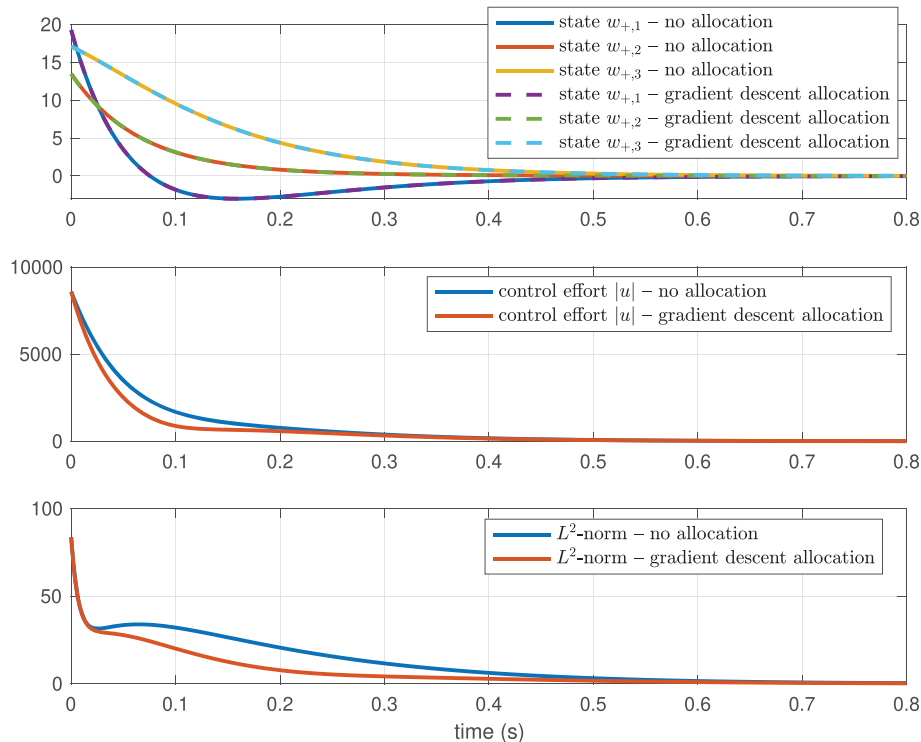 20
15
10
5
0
state w₊,₁ – no allocation
state w₊,₂ – no allocation
state w₊,₃ – no allocation
state w₊,₁ – gradient descent allocation
state w₊,₂ – gradient descent allocation
state w₊,₃ – gradient descent allocation
0 0.1 0.2 0.3 0.4 0.5 0.6 0.7 0.8
10000
5000
0
control effort |u| – no allocation
control effort |u| – gradient descent allocation
0 0.1 0.2 0.3 0.4 0.5 0.6 0.7 0.8
100
50
0
L²-norm – no allocation
L²-norm – gradient descent allocation
0 0.1 0.2 0.3 0.4 0.5 0.6 0.7 0.8
time (s)